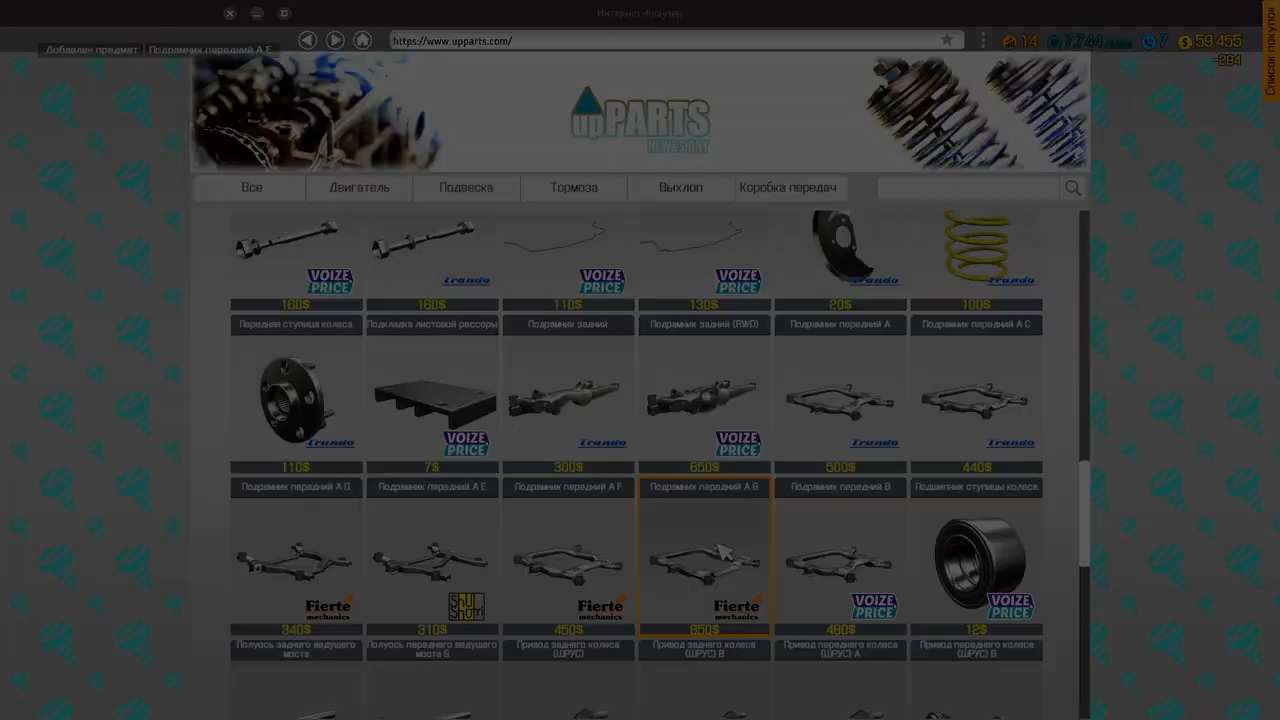 Интернет-браузер
Добавлен предмет | Подрамник передний A E
https://www.upparts.com/
14
7
59.455
-284
Список покупок
upPARTS
Все
Двигатель
Подвеска
Тормоза
Выхлоп
Коробка передач
VOIZE PRICE
Trando
VOIZE PRICE
VOIZE PRICE
Trando
Trando
160$
160$
110$
130$
20$
100$
Передняя ступица колеса
Подкладка листовой рессоры
Подрамник задний
Подрамник задний (RWD)
Подрамник передний A
Подрамник передний A C
Trando
VOIZE PRICE
Trando
VOIZE PRICE
Trando
Trando
110$
7$
300$
650$
500$
440$
Подрамник передний A D
Подрамник передний A E
Подрамник передний A F
Подрамник передний A G
Подрамник передний B
Подшипник ступицы колеса
Fierte mechanics
Fierte mechanics
Fierte mechanics
VOIZE PRICE
VOIZE PRICE
340$
310$
450$
650$
480$
12$
Полуось заднего ведущего моста
Полуось переднего ведущего моста Б
Привод заднего колеса (ШРУС)
Привод заднего колеса (ШРУС) B
Привод переднего колеса (ШРУС) A
Привод переднего колеса (ШРУС) B